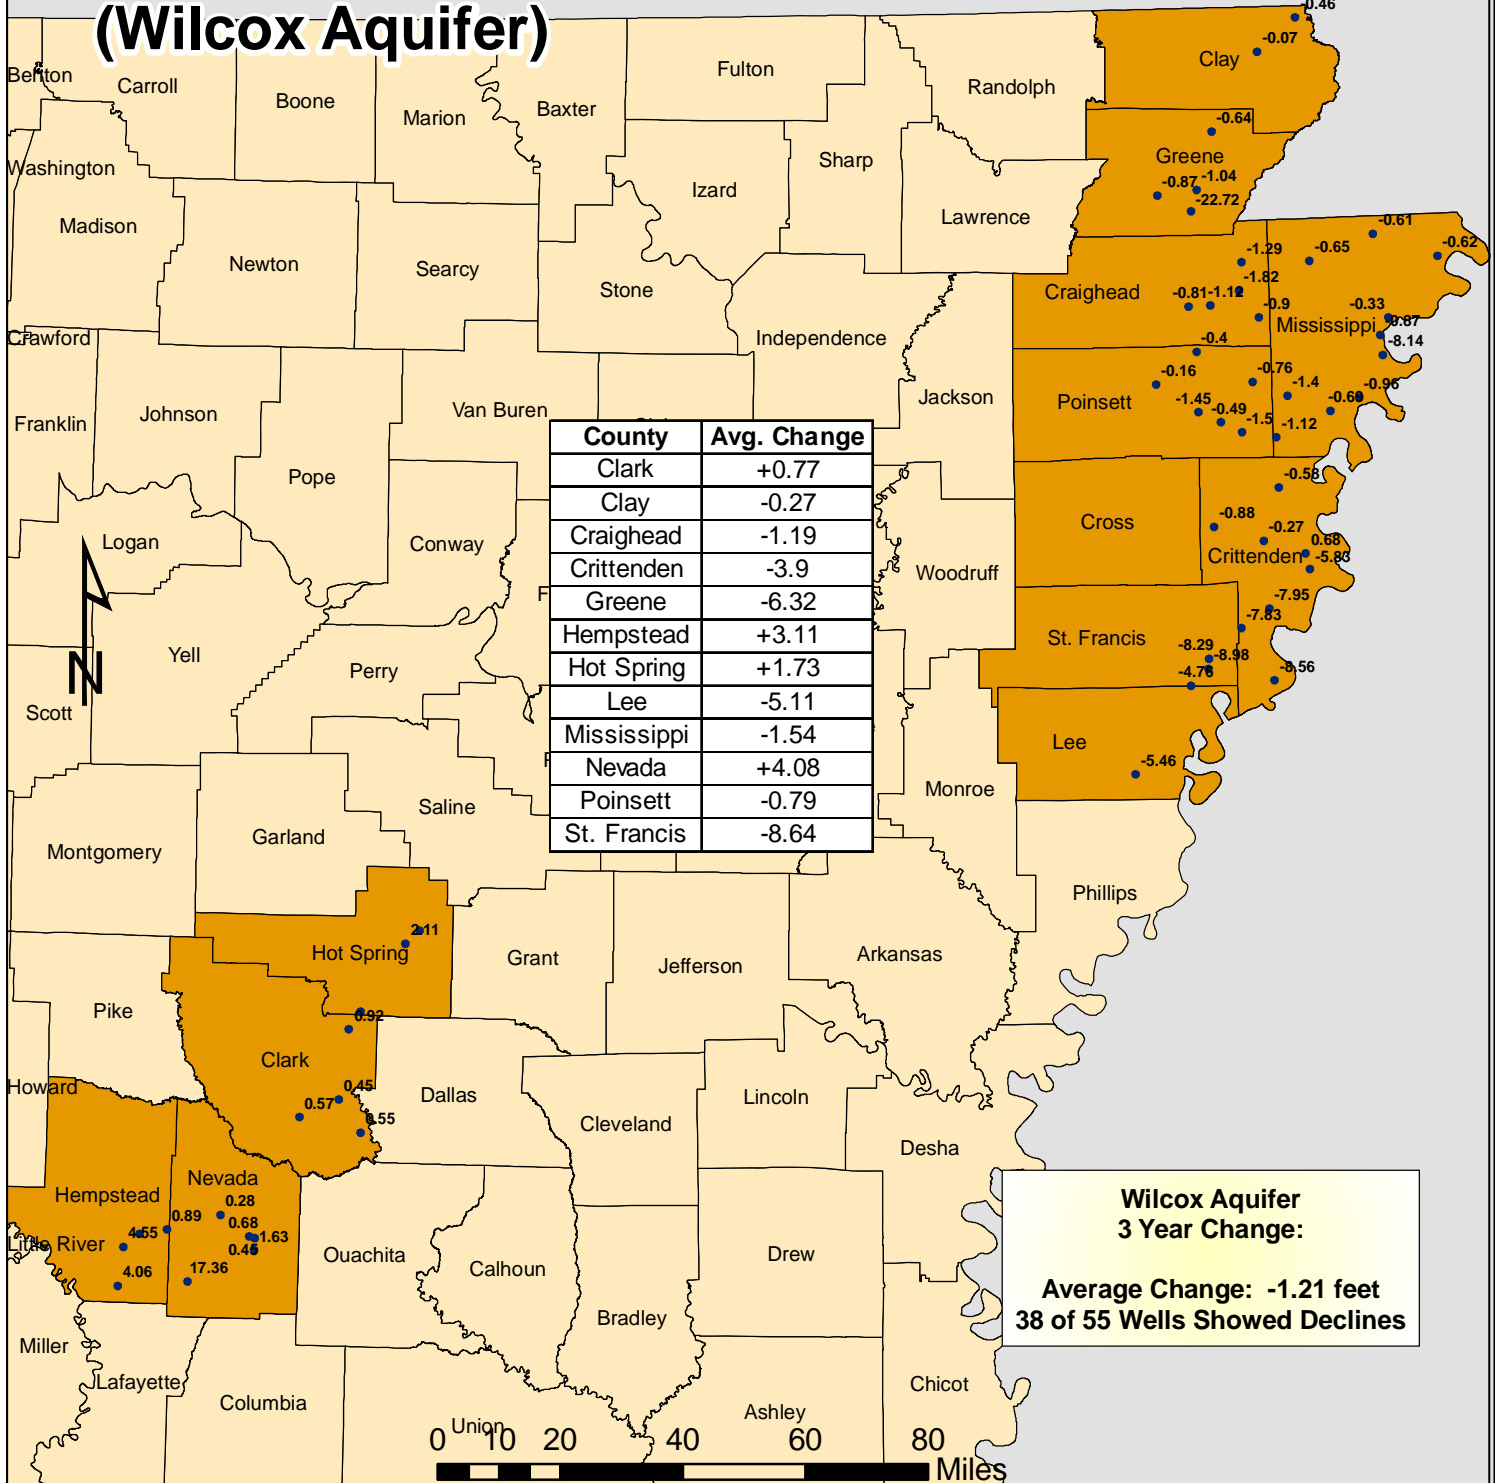 (Wilcox Aquifer)
-0.46
-0.07
Clay
Benton
Carroll
Boone
Marion
Baxter
Fulton
Randolph
-0.64
Greene
-0.87
-1.04
-22.72
Washington
Madison
Newton
Searcy
Stone
Izard
Sharp
Lawrence
-0.61
-0.65
-0.62
-1.29
-1.82
Craighead
-0.81
-1.12
-0.9
Mississippi
-0.33
-8.14
Crawford
Independence
Jackson
-0.4
-0.16
-0.76
Poinsett
-1.45
-0.49
-1.5
-1.4
-0.96
-1.12
Franklin
Johnson
Van Buren
Pope
Conway
Logan
County Avg. Change
Clark +0.77
Clay -0.27
Craighead -1.19
Crittenden -3.9
Greene -6.32
Hempstead +3.11
Hot Spring +1.73
Lee -5.11
Mississippi -1.54
Nevada +4.08
Poinsett -0.79
St. Francis -8.64
Woodruff
Cross
-0.58
-0.88
-0.27
0.68
Crittenden
-5.83
-7.95
-7.83
St. Francis
-8.29
-8.98
-4.76
-8.56
Lee
-5.46
N
Yell
Perry
Scott
Saline
Garland
Montgomery
Monroe
Phillips
Hot Spring
2.11
Grant
Jefferson
Arkansas
Pike
0.92
Clark
0.45
0.57
Howard
Dallas
Cleveland
Lincoln
Desha
Nevada
Hempstead
0.28
0.89
0.68
1.63
0.45
4.55
Little River
4.06
17.36
Ouachita
Calhoun
Bradley
Drew
Miller
Lafayette
Columbia
Union
Ashley
Chicot
Wilcox Aquifer
3 Year Change:
Average Change: -1.21 feet
38 of 55 Wells Showed Declines
0 10 20 40 60 80
Miles